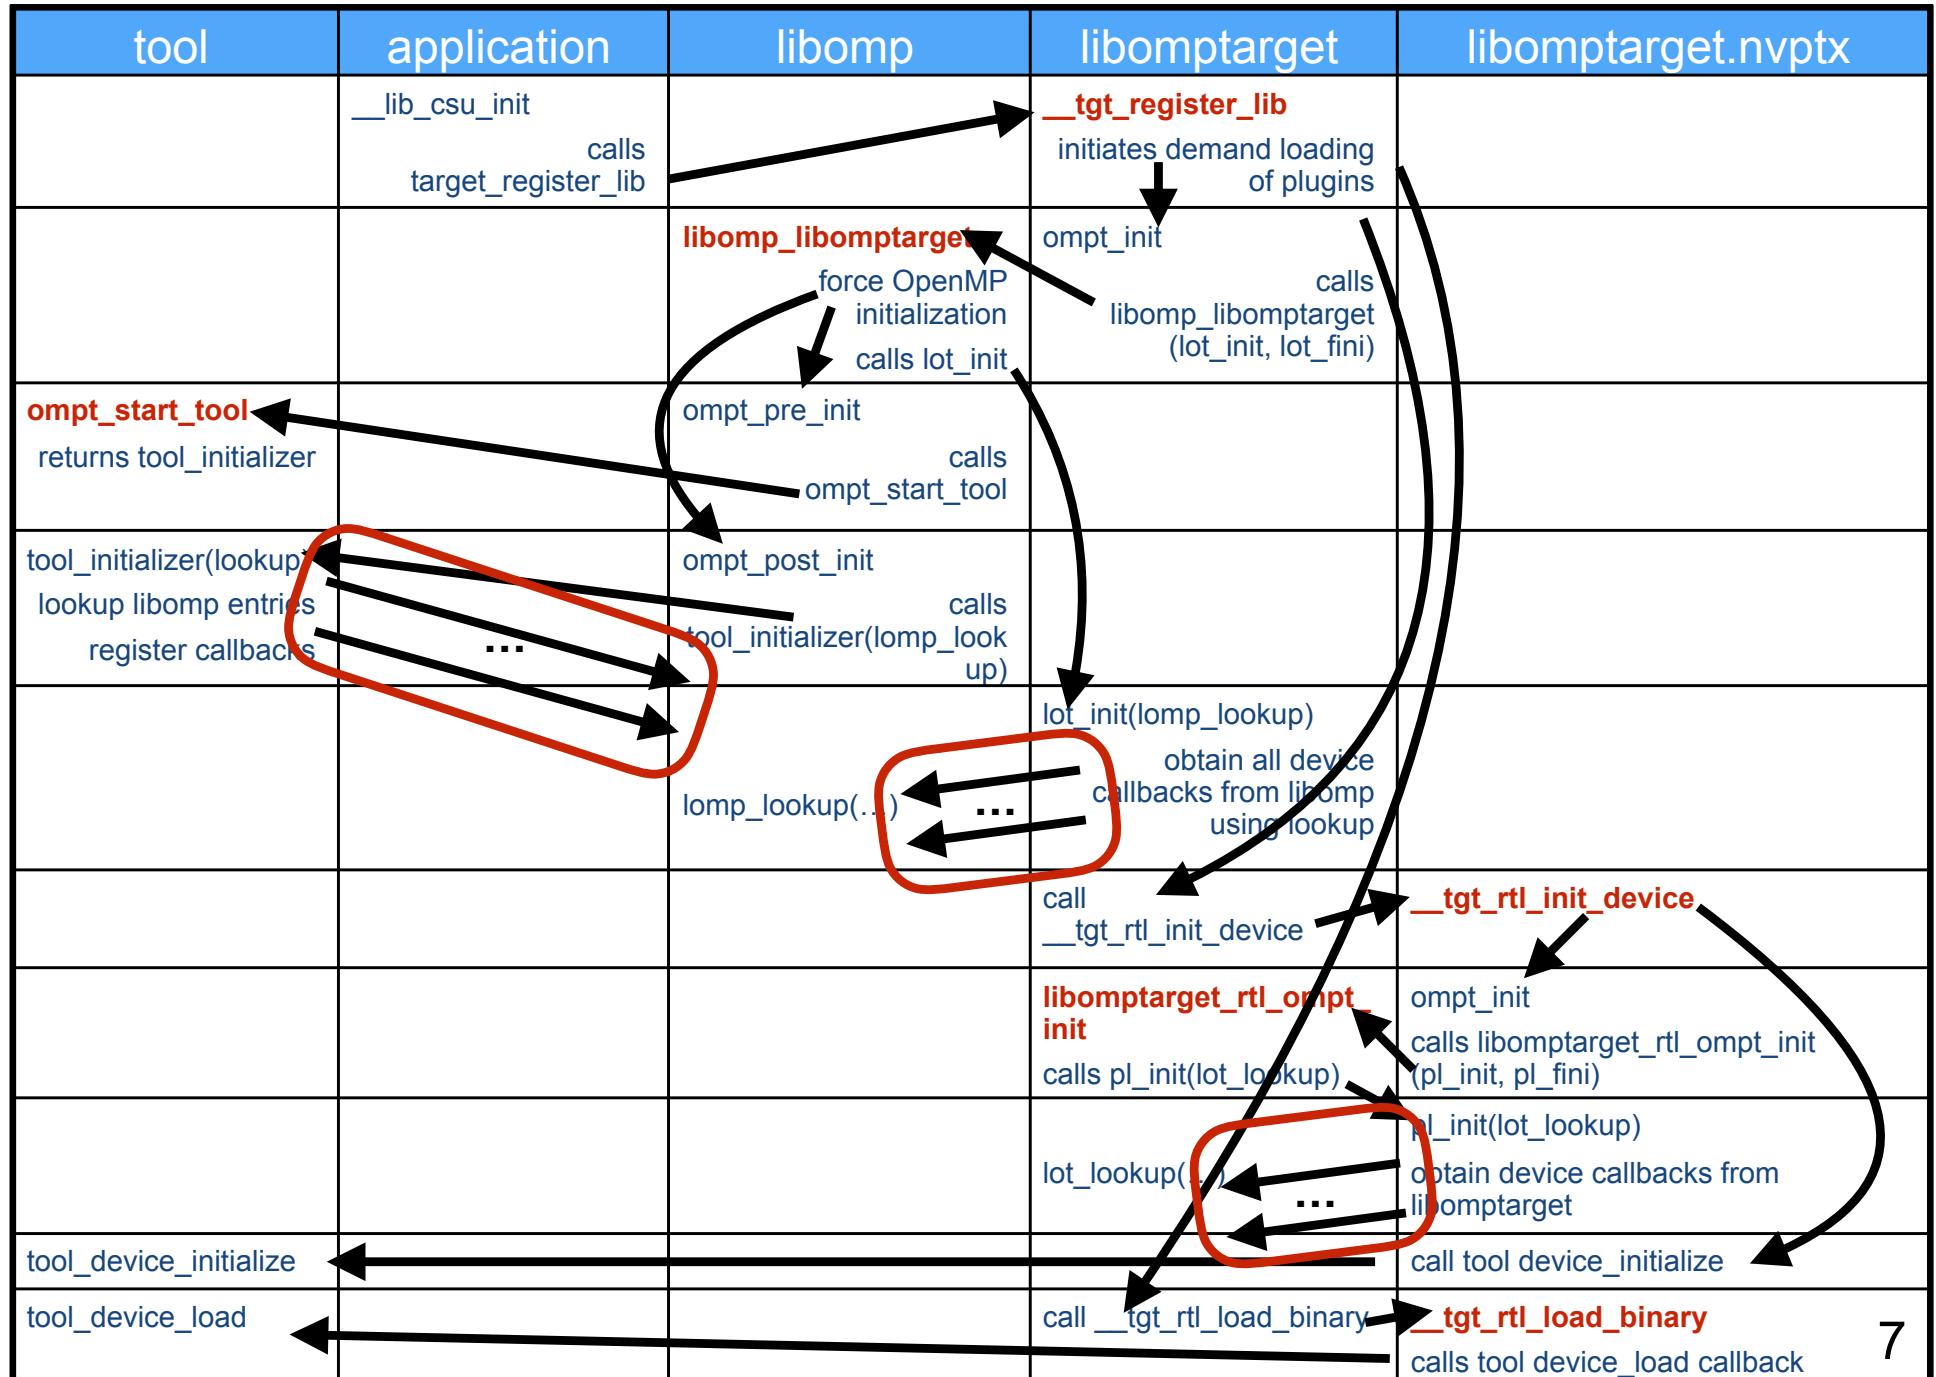 tool
application
libomp
libomptarget
libomptarget.nvptx
__lib_csu_init
calls
target_register_lib
__tgt_register_lib
initiates demand loading
of plugins
libomp_libomptarget
force OpenMP
initialization
calls lot_init
ompt_init
calls
libomp_libomptarget
(lot_init, lot_fini)
ompt_start_tool
returns tool_initializer
ompt_pre_init
calls
ompt_start_tool
tool_initializer(lookup)
lookup libomp entries
register callbacks
...
ompt_post_init
calls
tool_initializer(lomp_look
up)
lomp_lookup(…)
...
lot_init(lomp_lookup)
obtain all device
callbacks from libomp
using lookup
call
__tgt_rtl_init_device
__tgt_rtl_init_device
libomptarget_rtl_ompt_
init
calls pl_init(lot_lookup)
ompt_init
calls libomptarget_rtl_ompt_init
(pl_init, pl_fini)
lot_lookup(…)
...
pl_init(lot_lookup)
obtain device callbacks from
libomptarget
tool_device_initialize
call tool device_initialize
tool_device_load
call __tgt_rtl_load_binary
__tgt_rtl_load_binary
calls tool device_load callback
7